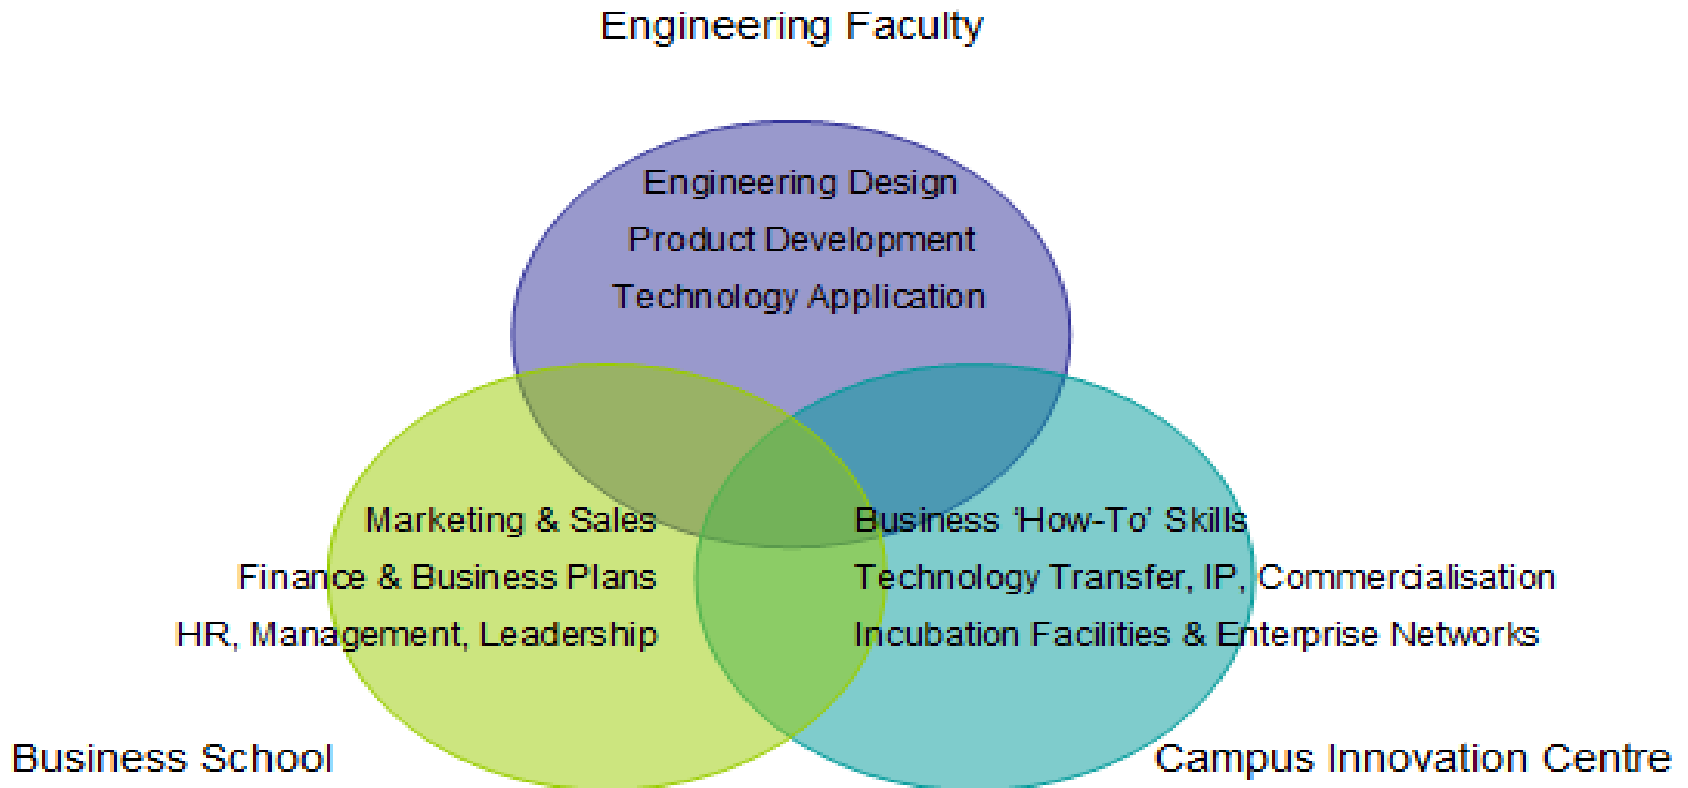 Engineering Faculty
Engineering Design
Product Development
Technology Application
Marketing & Sales
Finance & Business Plans
HR, Management, Leadership
Business ‘How-To’ Skills
Technology Transfer, IP, Commercialisation
Incubation Facilities & Enterprise Networks
Business School
Campus Innovation Centre